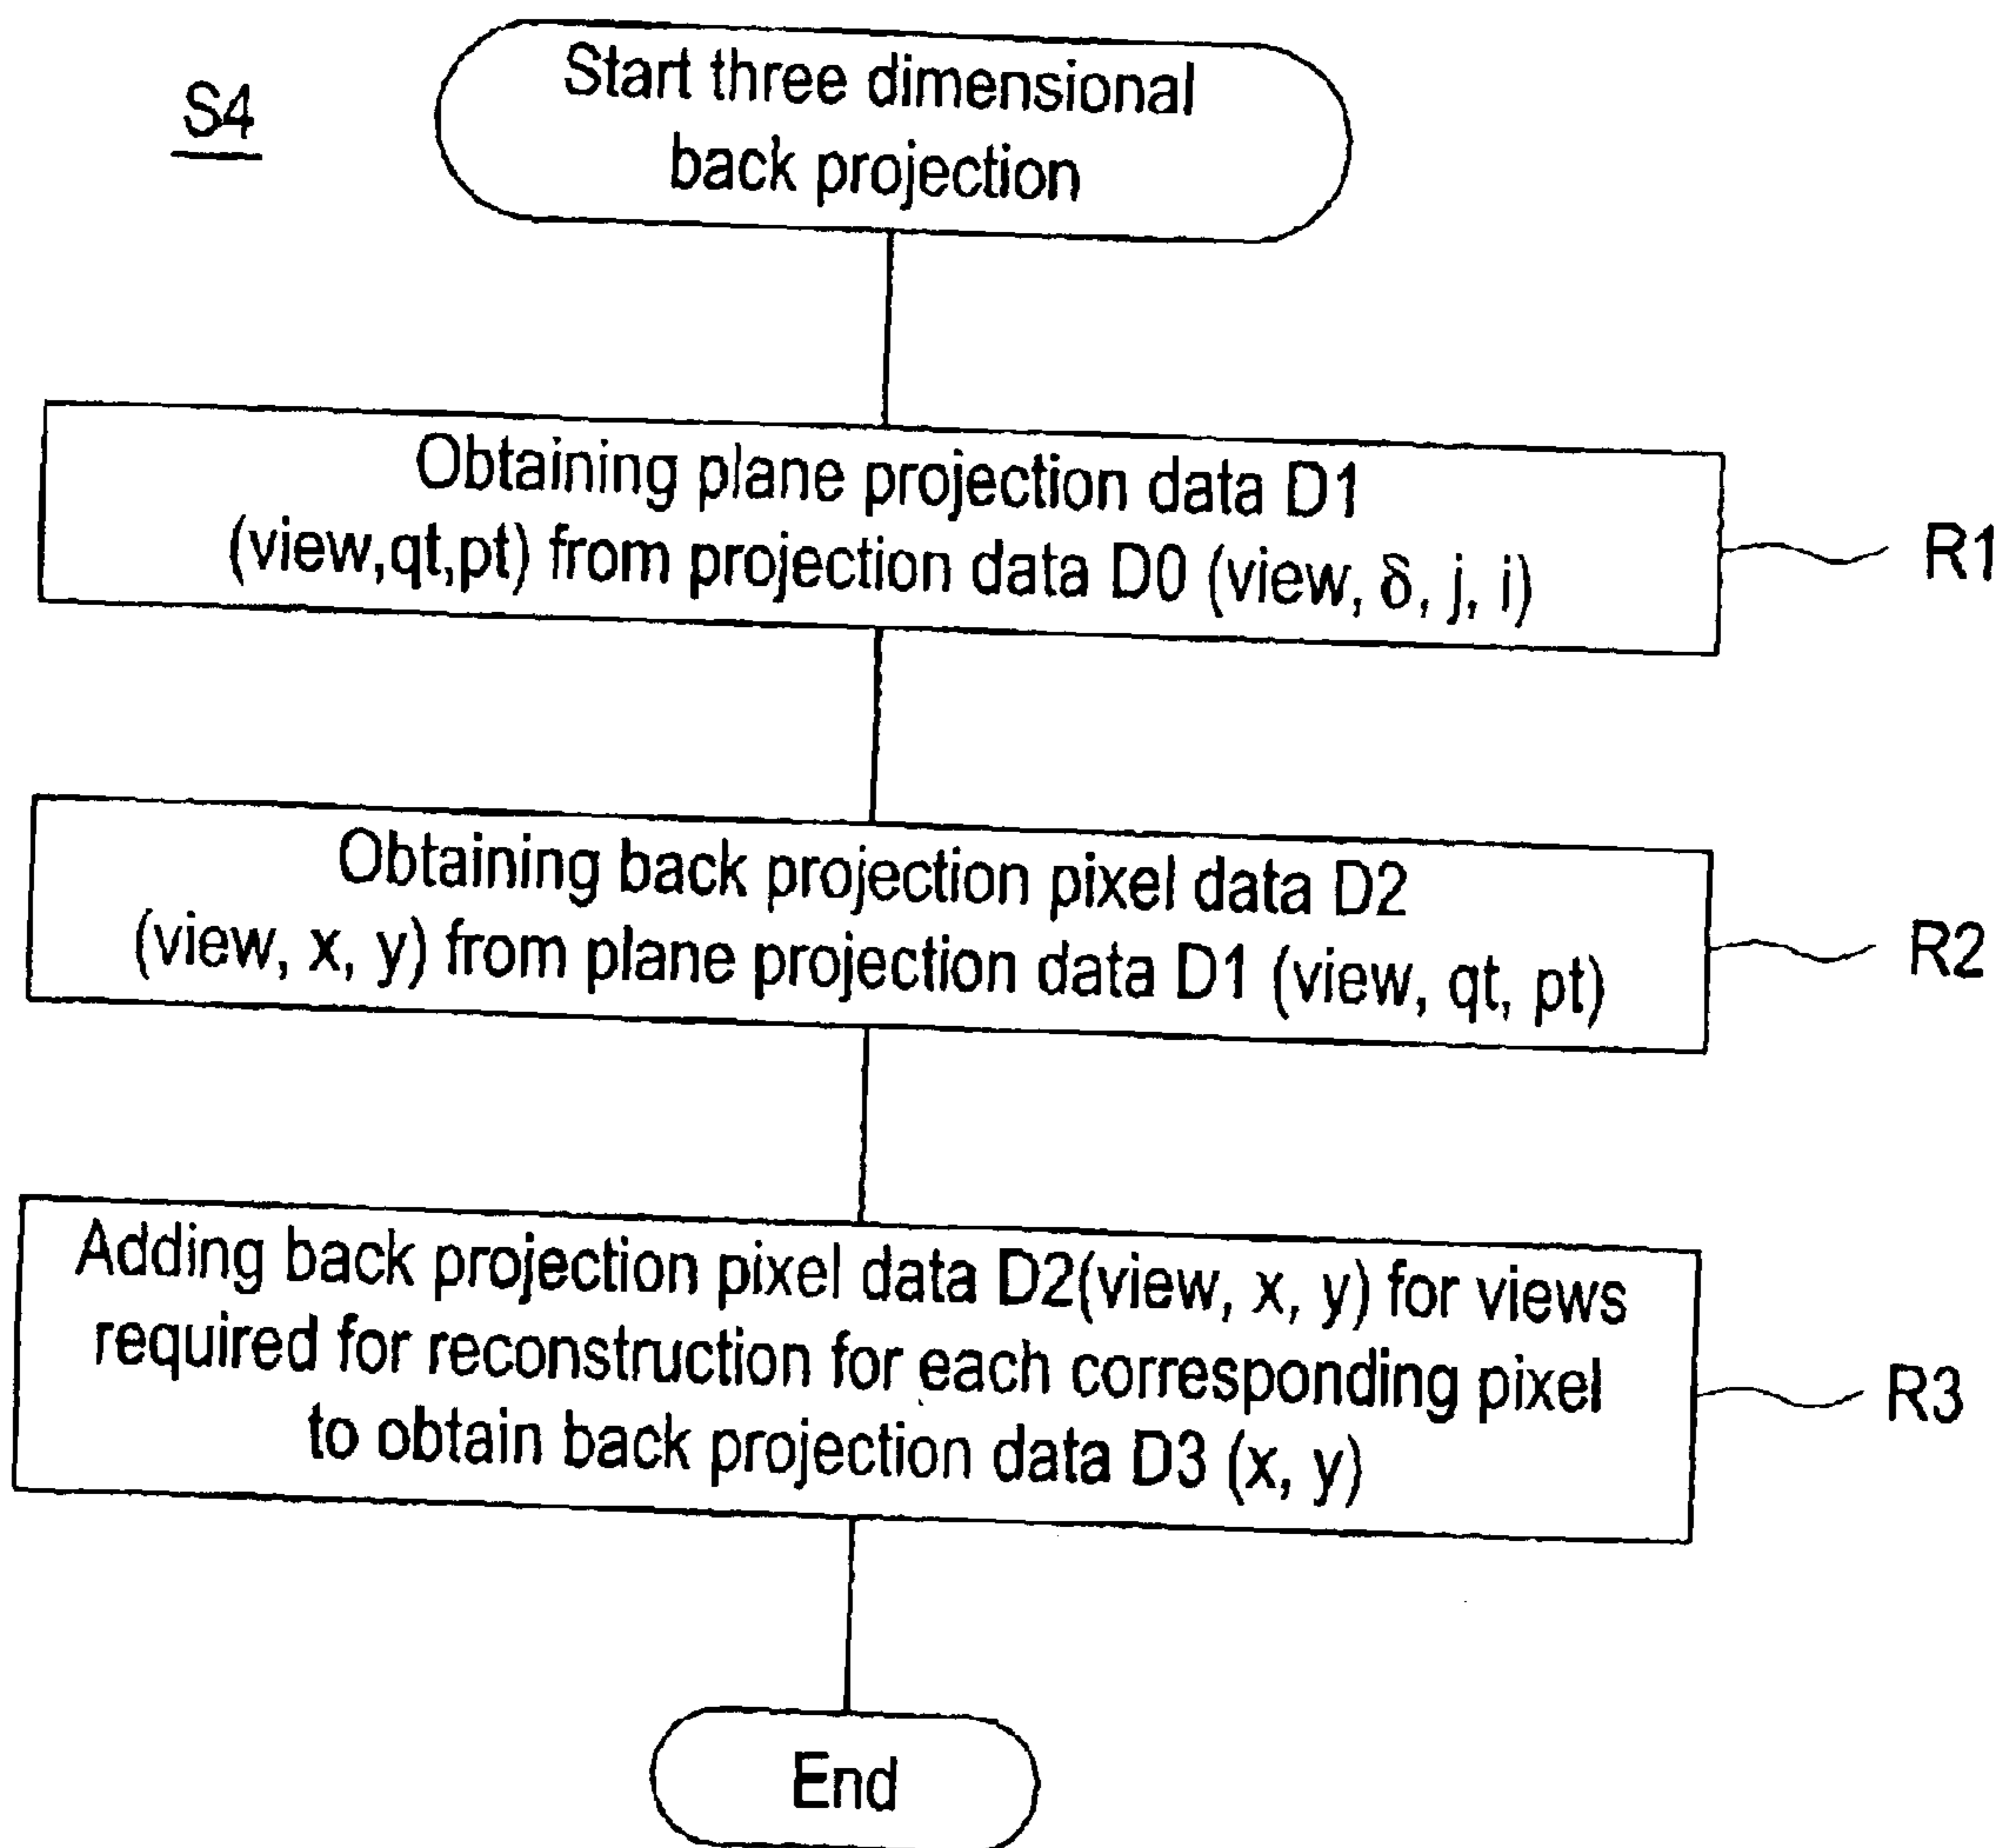 S4
Start three dimensional
back projection
Obtaining plane projection data D1
(view,qt,pt) from projection data D0 (view, δ, j, i)
R1
Obtaining back projection pixel data D2
(view, x, y) from plane projection data D1 (view, qt, pt)
R2
Adding back projection pixel data D2(view, x, y) for views
required for reconstruction for each corresponding pixel
to obtain back projection data D3 (x, y)
R3
End